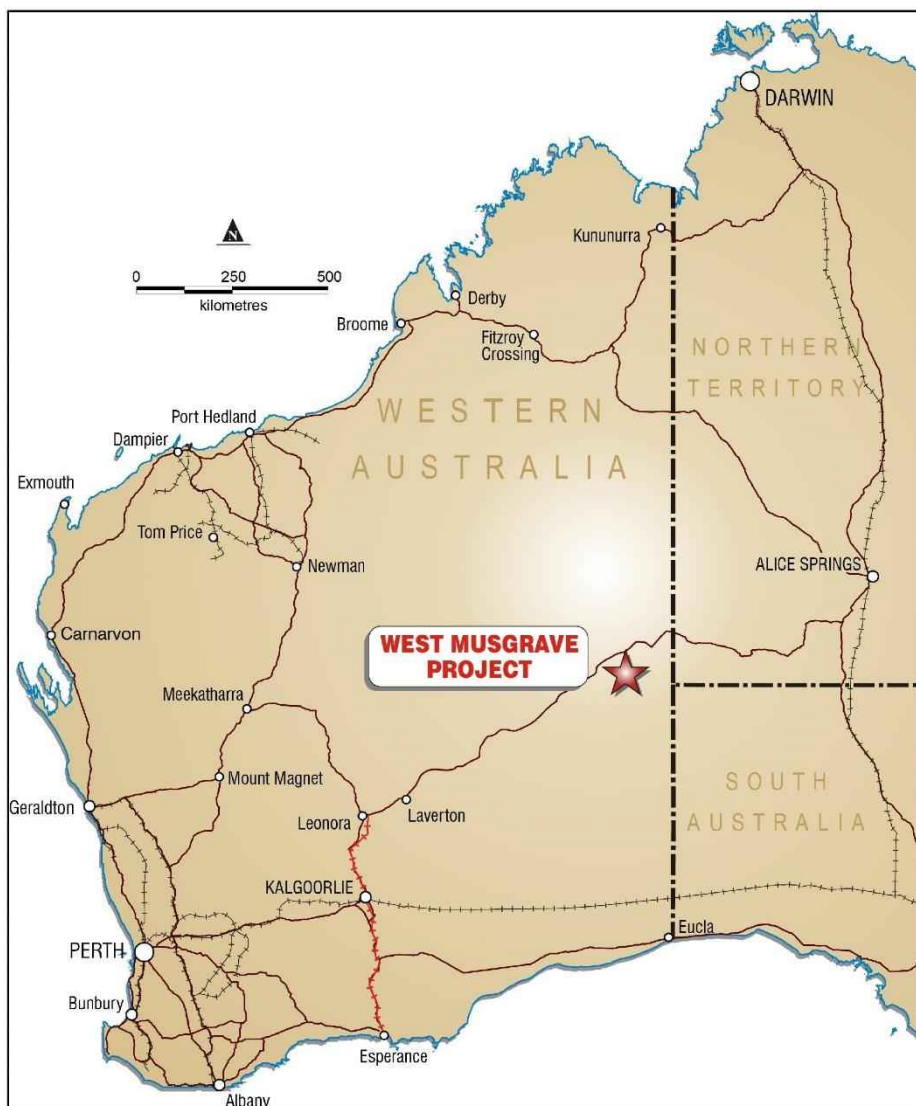 DARWIN
Kununurra
N
0 250 500
kilometres
Derby
Broome
Fitzroy
Crossing
NORTHERN
TERRITORY
WESTERN
AUSTRALIA
Port Hedland
Dampier
Exmouth
Tom Price
Newman
ALICE SPRINGS
Carnarvon
WEST MUSGRAVE
PROJECT
Meekatharra
Mount Magnet
Geraldton
Leonora
Laverton
SOUTH
AUSTRALIA
KALGOORLIE
Eucla
PERTH
Bunbury
Esperance
Albany